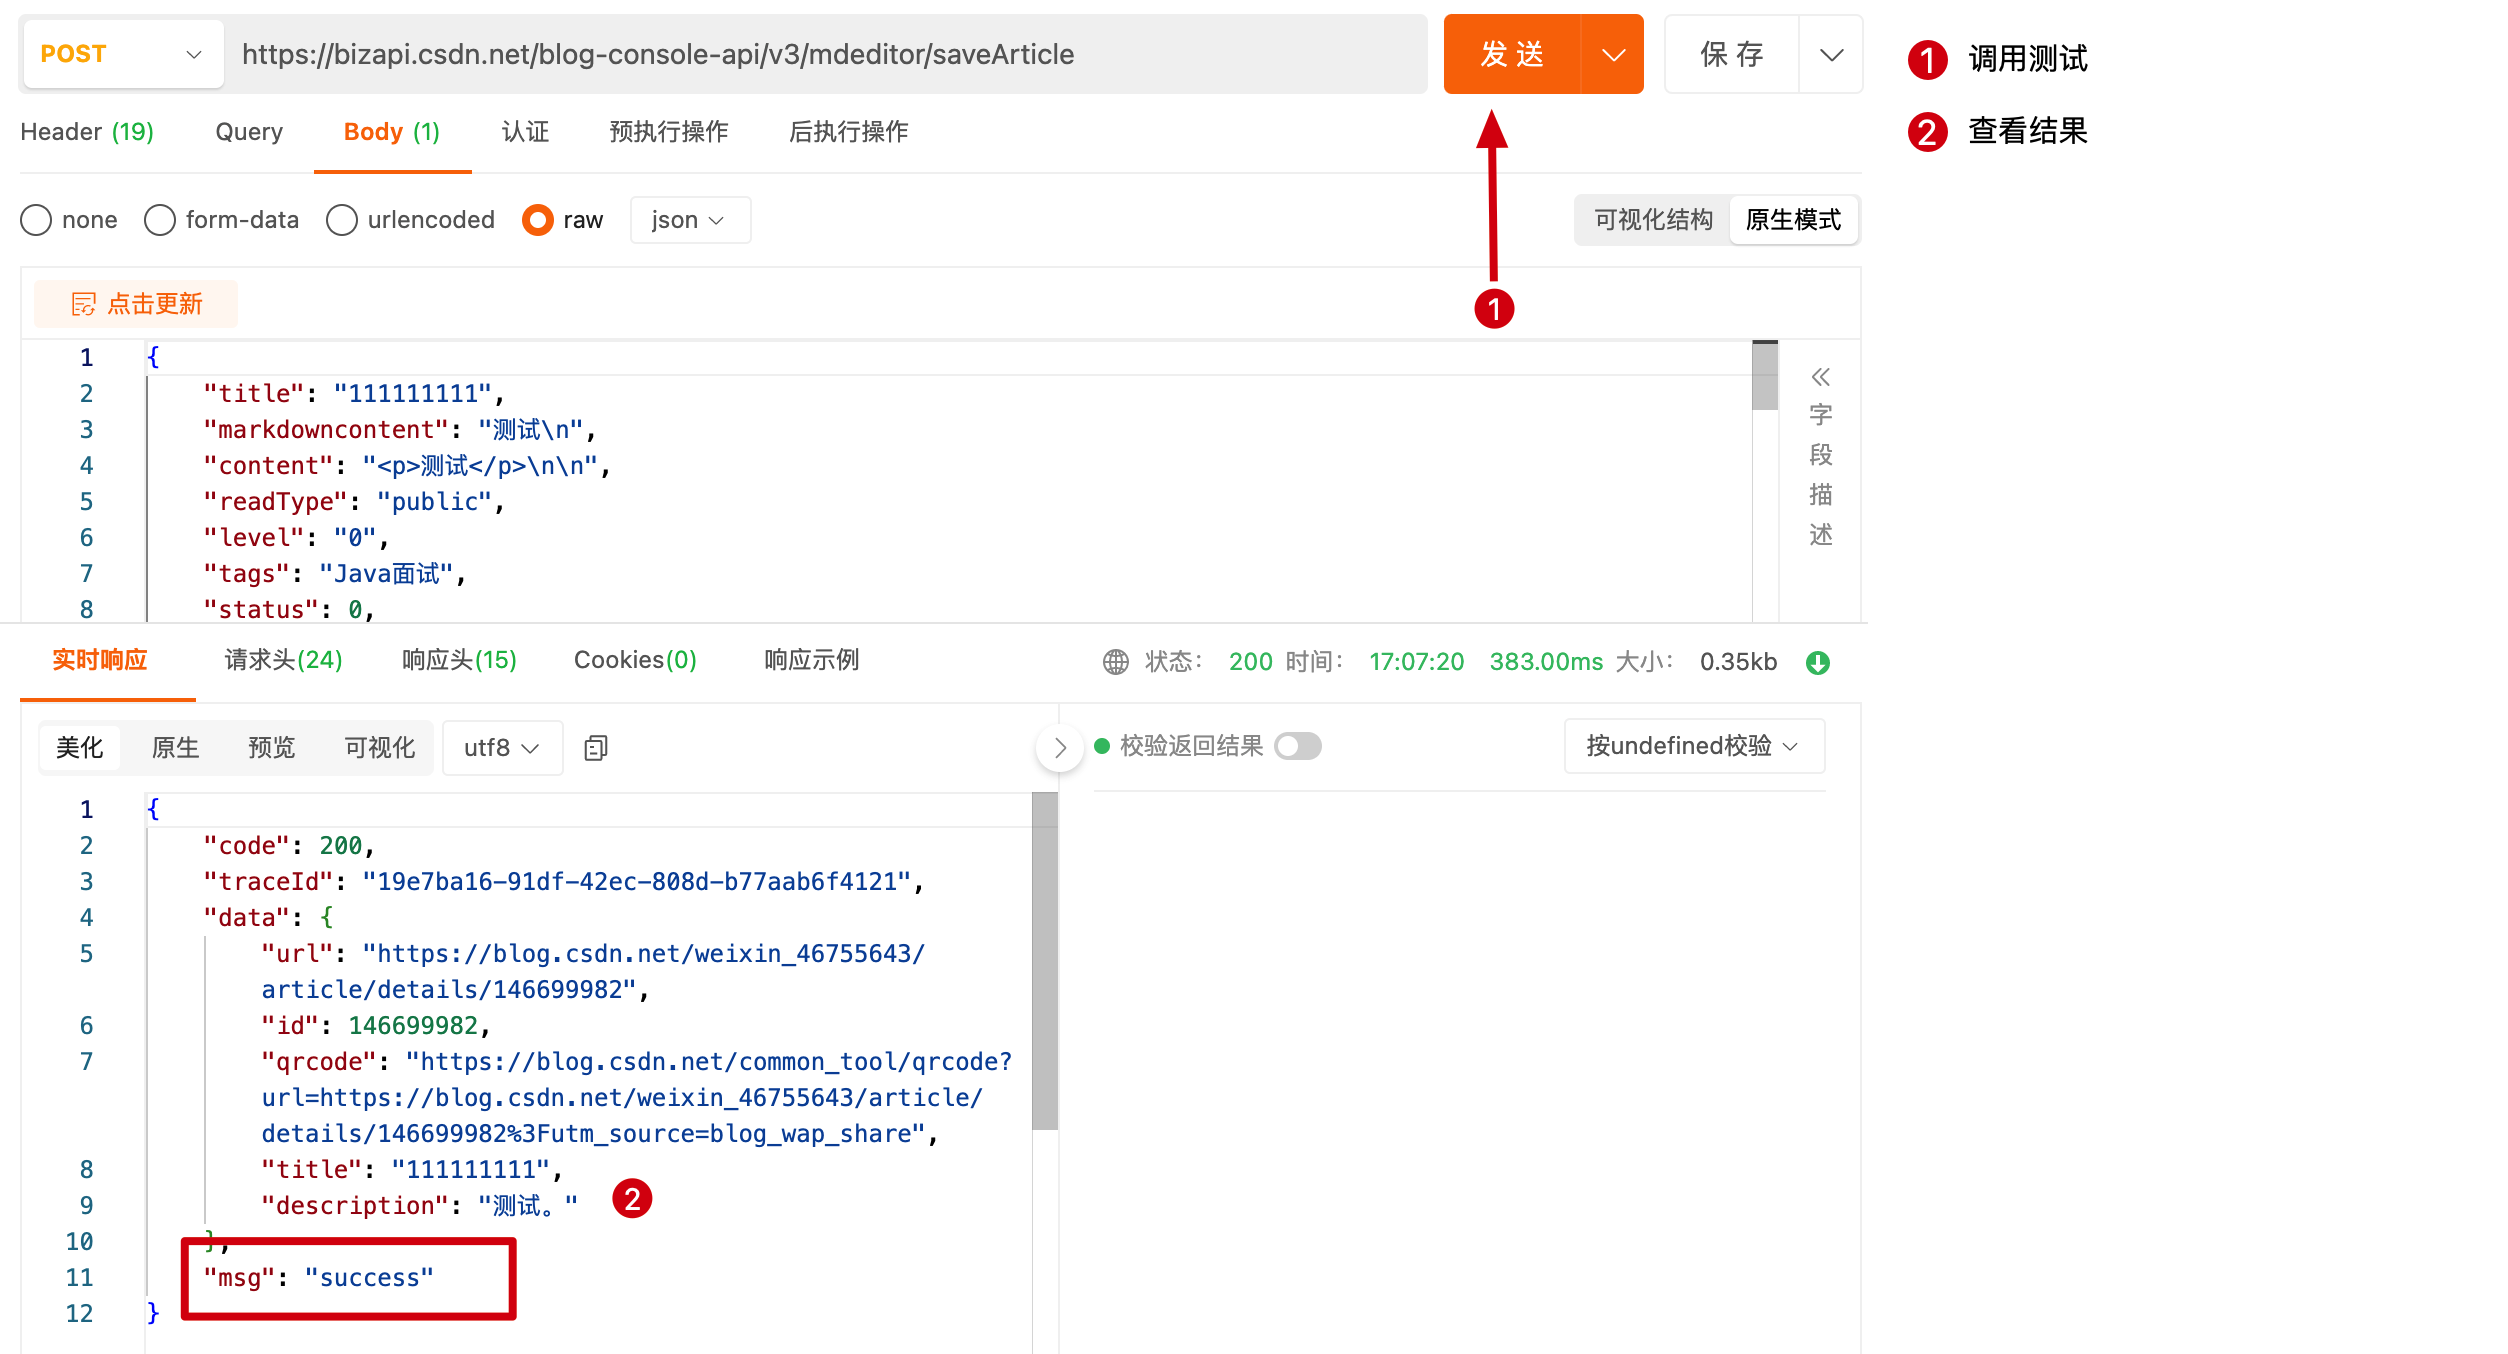 POST https://bizapi.csdn.net/blog-console-api/v3/mdeditor/saveArticle 发 送 保 存
1 调用测试
2 查看结果
Header (19) Query Body (1) 认证 预执行操作 后执行操作
none form-data urlencoded raw json 可视化结构 原生模式
点击更新
1
1 {
2 "title": "111111111",
3 "markdowncontent": "测试\n",
4 "content": "<p>测试</p>\n\n",
5 "readType": "public",
6 "level": "0",
7 "tags": "Java面试",
8 "status": 0,
字
段
描
述
实时响应 请求头(24) 响应头(15) Cookies(0) 响应示例 状态： 200 时间： 17:07:20 383.00ms 大小： 0.35kb
美化 原生 预览 可视化 utf8 校验返回结果 按undefined校验
1 {
2 "code": 200,
3 "traceId": "19e7ba16-91df-42ec-808d-b77aab6f4121",
4 "data": {
5 "url": "https://blog.csdn.net/weixin_46755643/
article/details/146699982",
6 "id": 146699982,
7 "qrcode": "https://blog.csdn.net/common_tool/qrcode?
url=https://blog.csdn.net/weixin_46755643/article/
details/146699982%3Futm_source=blog_wap_share",
8 "title": "111111111",
9 "description": "测试。" 2
10 },
11 "msg": "success"
12 }